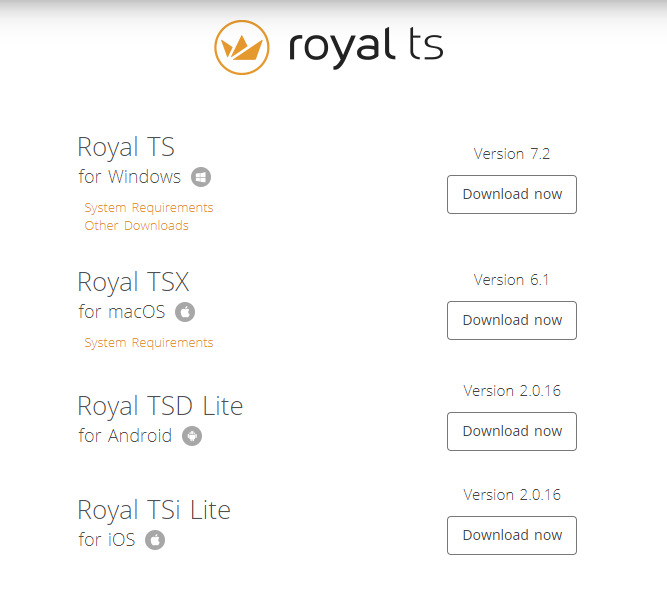 royal ts
Royal TS
for Windows
System Requirements
Other Downloads
Version 7.2
Download now
Royal TSX
for macOS
System Requirements
Version 6.1
Download now
Royal TSD Lite
for Android
Version 2.0.16
Download now
Royal TSi Lite
for iOS
Version 2.0.16
Download now